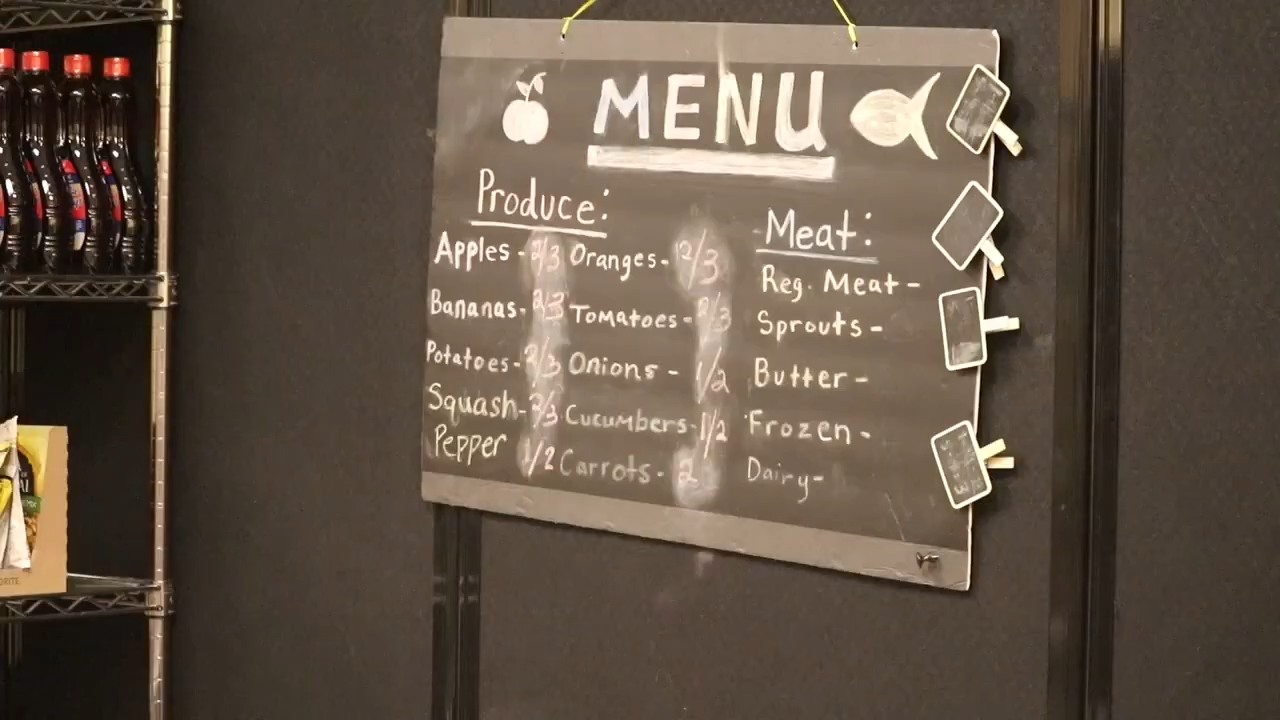 MENU
Produce:
Apples - 2/3 Oranges - 2/3
Bananas - 2/3 Tomatoes - 2/3
Potatoes - 2/3 Onions - 1/2
Squash - 2/3 Cucumbers - 1/2
Pepper 1/2 Carrots - 2
Meat:
Reg. Meat -
Sprouts -
Butter -
Frozen -
Dairy -